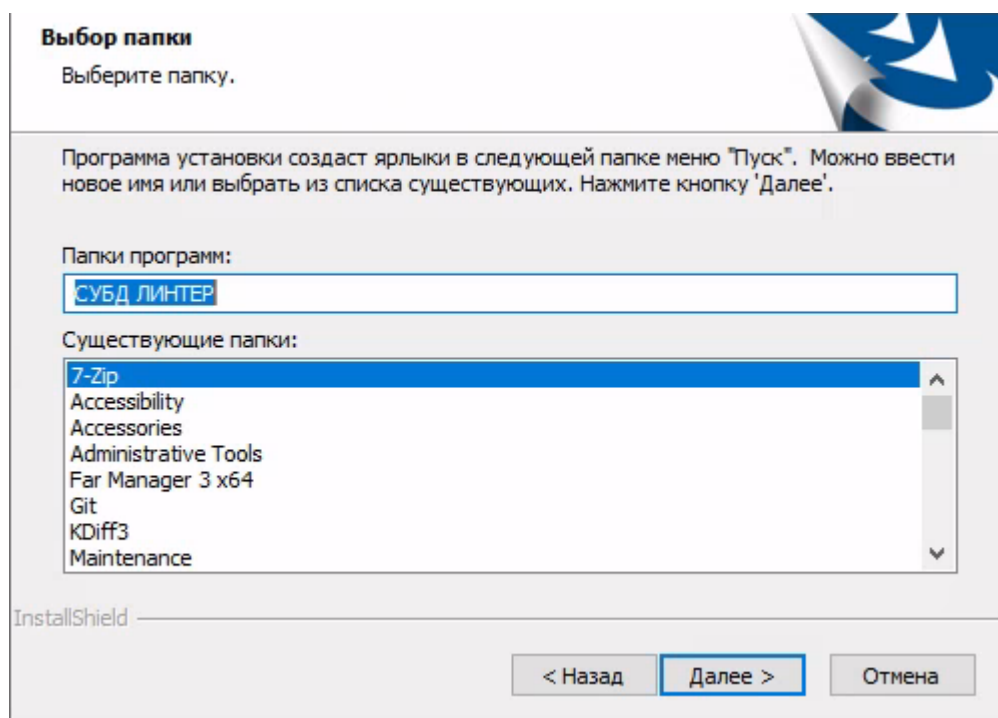 Выбор папки
Выберите папку.
Программа установки создаст ярлыки в следующей папке меню "Пуск".  Можно ввести
новое имя или выбрать из списка существующих. Нажмите кнопку 'Далее'.
Папки программ:
СУБД ЛИНТЕР
Существующие папки:
7-Zip
Accessibility
Accessories
Administrative Tools
Far Manager 3 x64
Git
KDiff3
Maintenance
InstallShield
< Назад
Далее >
Отмена